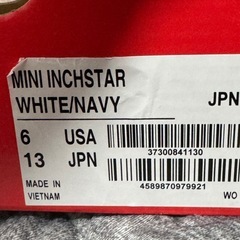 MINI INCHSTAR
WHITE/NAVY
JPN
6 USA
13 JPN
37300841130
MADE IN
VIETNAM
4589870979921
WO